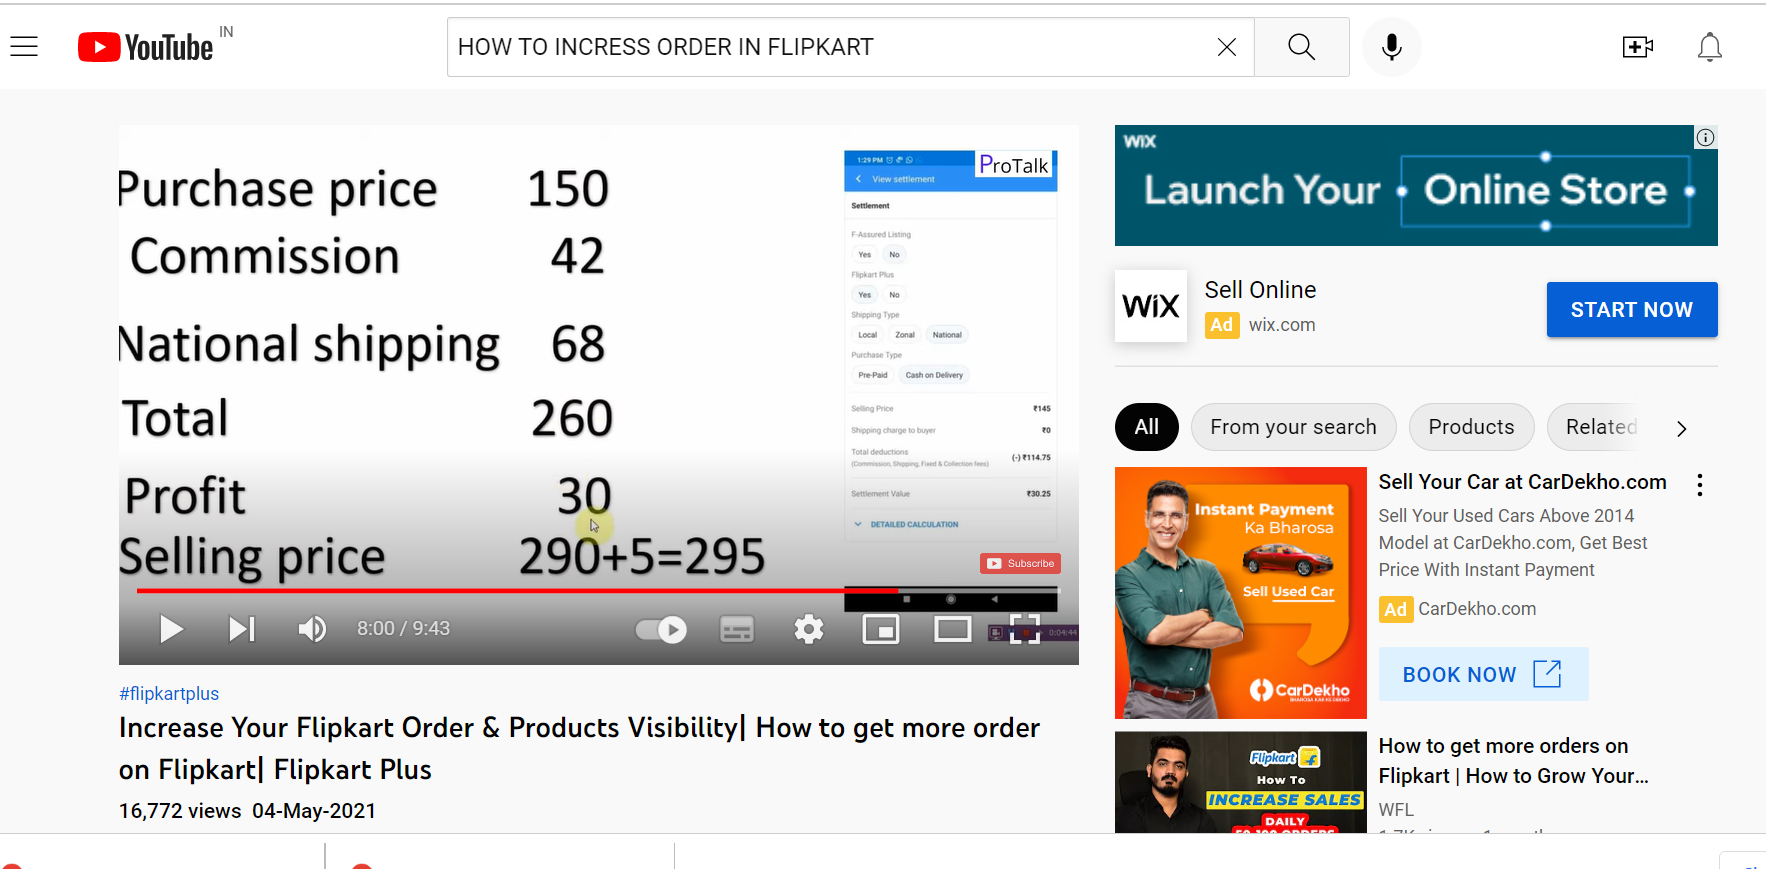 YouTube IN
HOW TO INCRESS ORDER IN FLIPKART
Purchase price 150
Commission 42
National shipping 68
Total 260
Profit 30
Selling price 290+5=295
1:29 PM
ProTalk
View settlement
Settlement
F-Assured Listing
Yes No
Flipkart Plus
Yes No
Shipping Type
Local Zonal National
Purchase Type
Pre-Paid Cash on Delivery
Selling Price ₹145
Shipping charge to buyer ₹0
Total deductions (-) ₹114.75
(Commission, Shipping, Fixed & Collection fees)
Settlement Value ₹30.25
DETAILED CALCULATION
Subscribe
8:00 / 9:43
0:04:44
#flipkartplus
Increase Your Flipkart Order & Products Visibility| How to get more order
on Flipkart| Flipkart Plus
16,772 views 04-May-2021
WIX
Launch Your Online Store
WIX
Sell Online
Ad wix.com
START NOW
All From your search Products Related
Instant Payment
Ka Bharosa
Sell Used Car
CarDekho
BHAROSA KAR KE DEKHO
Sell Your Car at CarDekho.com
Sell Your Used Cars Above 2014
Model at CarDekho.com, Get Best
Price With Instant Payment
Ad CarDekho.com
BOOK NOW
Flipkart
How To
INCREASE SALES
DAILY
How to get more orders on
Flipkart | How to Grow Your...
WFL